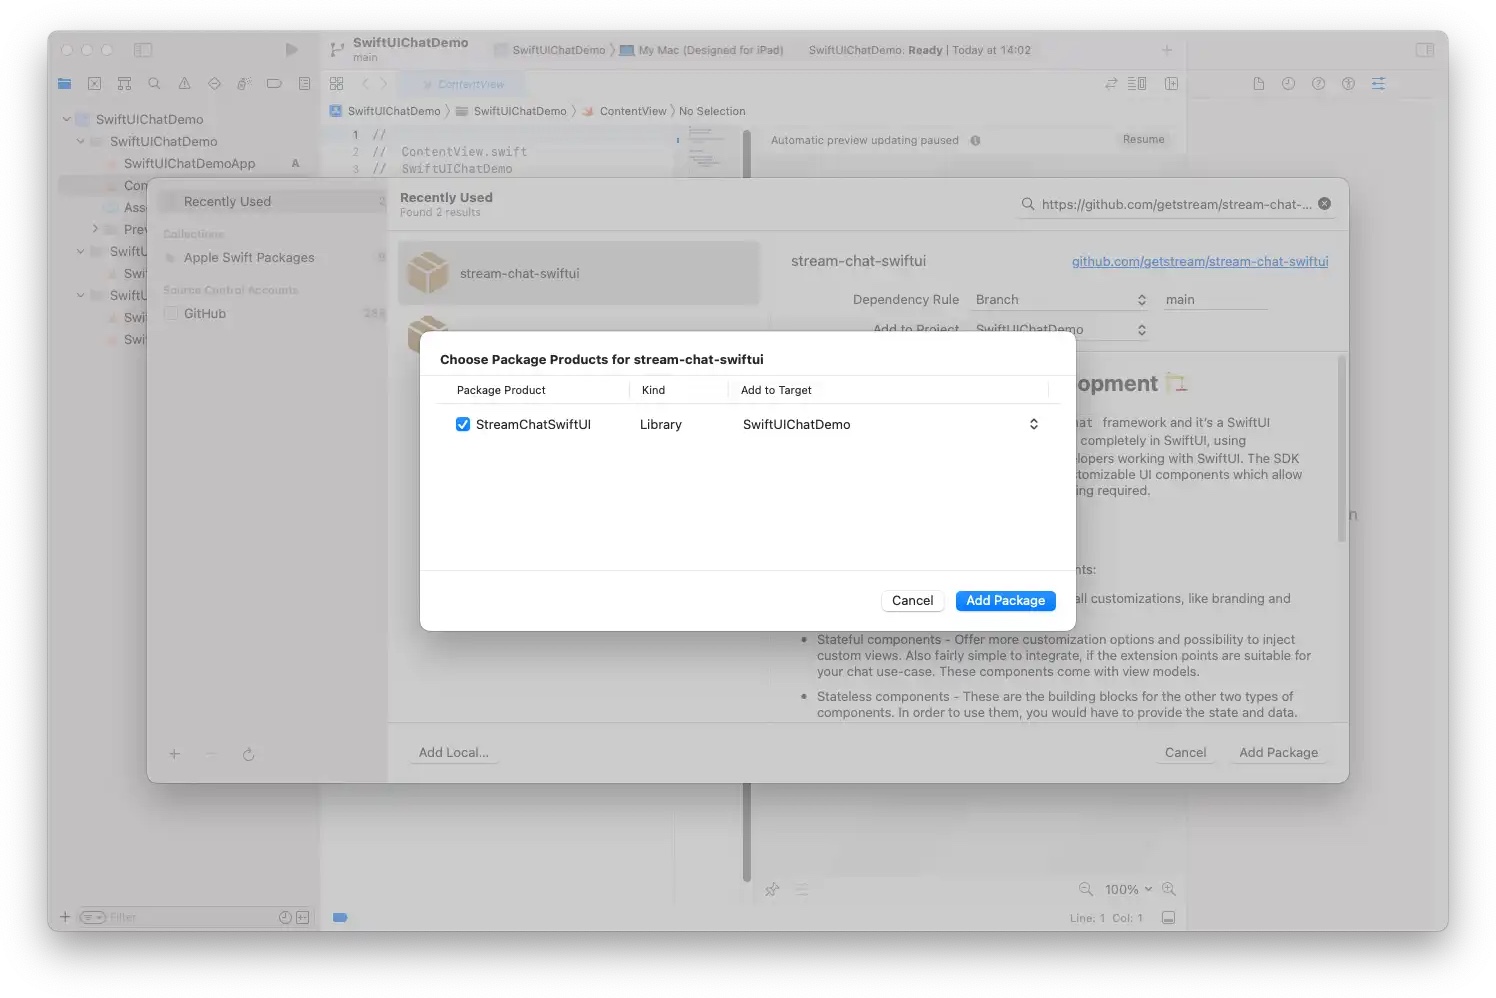 SwiftUIChatDemo
main
SwiftUIChatDemo
My Mac (Designed for iPad)
SwiftUIChatDemo: Ready | Today at 14:02
ContentView
SwiftUIChatDemo
SwiftUIChatDemo
ContentView
No Selection
SwiftUIChatDemo
SwiftUIChatDemo
SwiftUIChatDemoApp
A
Con
Asse
Prev
SwiftU
Swif
SwiftU
Swif
Swif
1 //
2 // ContentView.swift
3 // SwiftUIChatDemo
Automatic preview updating paused
Resume
Recently Used
2
Collections
Apple Swift Packages
Source Control Accounts
GitHub
Recently Used
Found 2 results
https://github.com/getstream/stream-chat-...
stream-chat-swiftui
stream-chat-swiftui
github.com/getstream/stream-chat-swiftui
Dependency Rule
Branch
main
Add to Project
SwiftUIChatDemo
Choose Package Products for stream-chat-swiftui
Package Product
Kind
Add to Target
StreamChatSwiftUI
Library
SwiftUIChatDemo
Cancel
Add Package
opment
at framework and it's a SwiftUI
completely in SwiftUI, using
lopers working with SwiftUI. The SDK
tomizable UI components which allow
ing required.
nts:
all customizations, like branding and
• Stateful components - Offer more customization options and possibility to inject
custom views. Also fairly simple to integrate, if the extension points are suitable for
your chat use-case. These components come with view models.
• Stateless components - These are the building blocks for the other two types of
components. In order to use them, you would have to provide the state and data.
Add Local...
Cancel
Add Package
n
100%
Filter
Line: 1 Col: 1